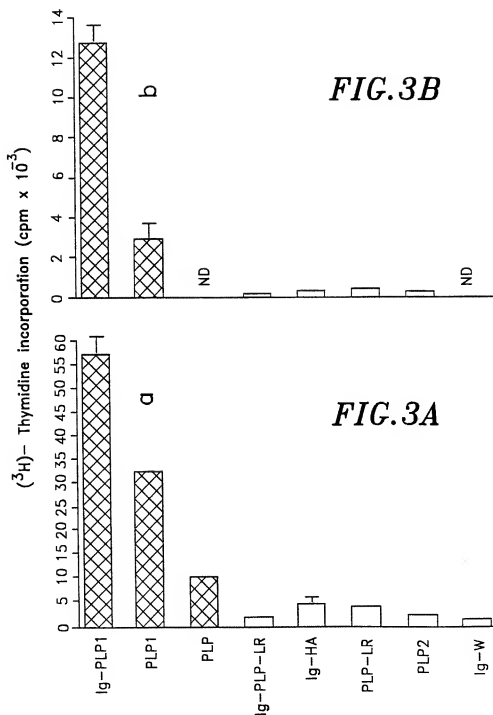 (³H)– Thymidine incorporation (cpm x 10⁻³)
14
12
10
8
6
4
2
0
b
ND
ND
FIG.3B
60
55
50
45
40
35
30
25
20
15
10
5
0
a
FIG.3A
Ig-PLP1
PLP1
PLP
Ig-PLP-LR
Ig-HA
PLP-LR
PLP2
Ig-W